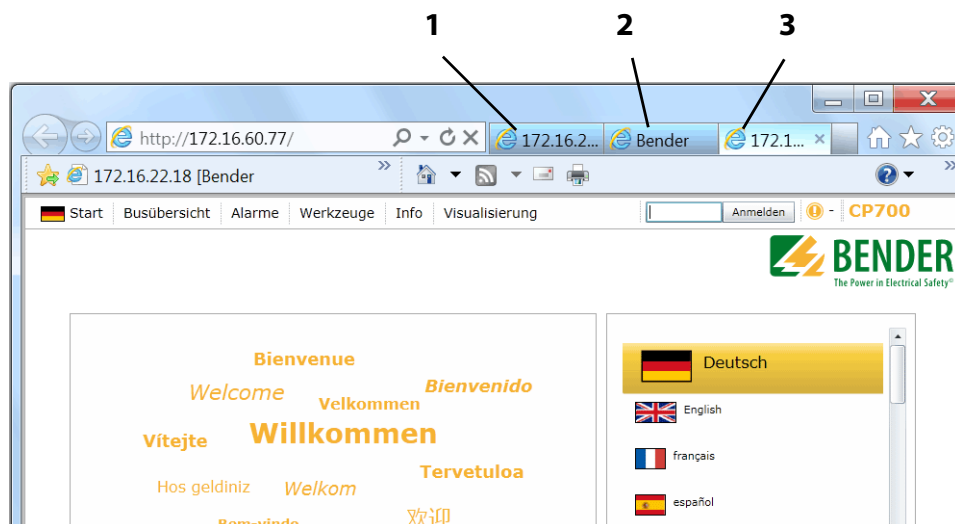 1 2 3
http://172.16.60.77/ 172.16.2... Bender 172.1...
172.16.22.18 [Bender
Start Busübersicht Alarme Werkzeuge Info Visualisierung Anmelden - CP700
BENDER
The Power in Electrical Safety®
Bienvenue
Welcome Bienvenido
Velkommen
Vítejte Willkommen
Tervetuloa
Hos geldiniz Welkom
Bem-vindo 欢迎
Deutsch
English
français
español